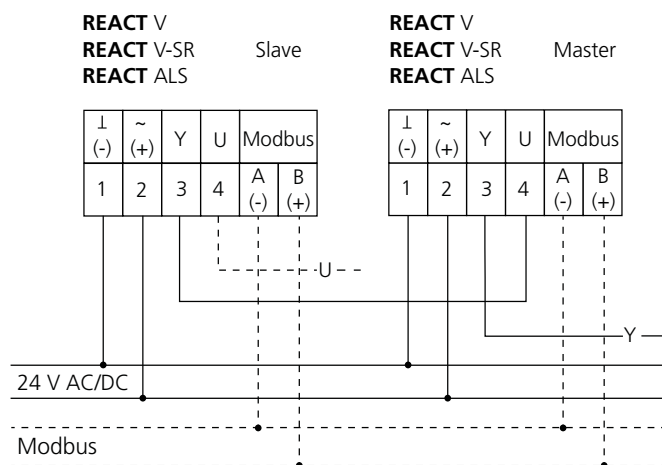 REACT V
REACT V-SR Slave
REACT ALS
⊥ ~ Y U Modbus
(-) (+)
1 2 3 4 A B
(-) (+)
REACT V
REACT V-SR Master
REACT ALS
⊥ ~ Y U Modbus
(-) (+)
1 2 3 4 A B
(-) (+)
U
Y
24 V AC/DC
Modbus